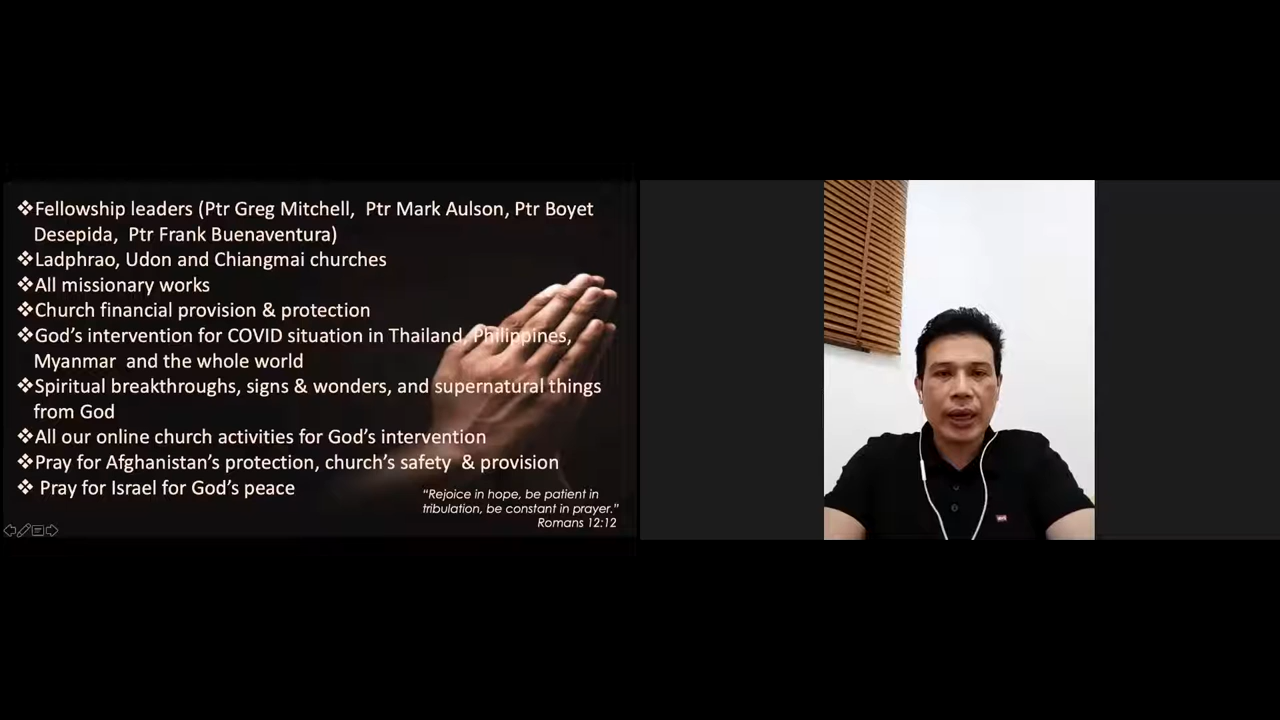 ❖Fellowship leaders (Ptr Greg Mitchell, Ptr Mark Aulson, Ptr Boyet
Desepida, Ptr Frank Buenaventura)
❖Ladphrao, Udon and Chiangmai churches
❖All missionary works
❖Church financial provision & protection
❖God’s intervention for COVID situation in Thailand, Philippines,
Myanmar and the whole world
❖Spiritual breakthroughs, signs & wonders, and supernatural things
from God
❖All our online church activities for God’s intervention
❖Pray for Afghanistan’s protection, church’s safety & provision
❖ Pray for Israel for God’s peace
“Rejoice in hope, be patient in
tribulation, be constant in prayer.”
Romans 12:12